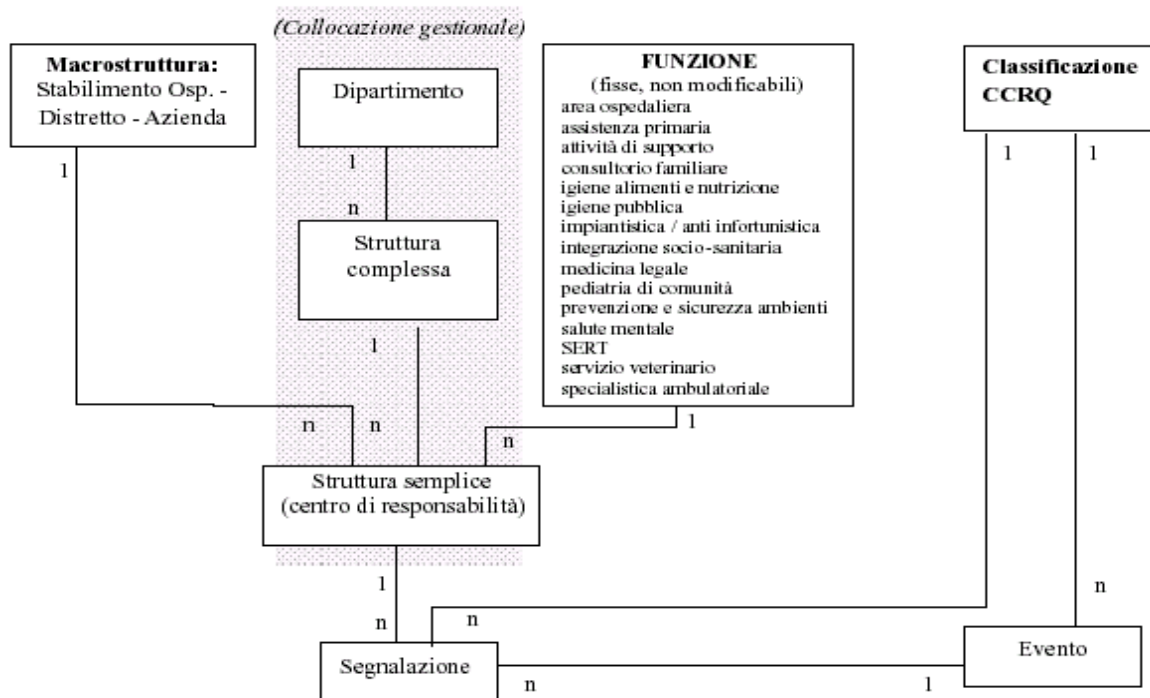 (Collocazione gestionale)
Macrostruttura:
Stabilimento Osp. -
Distretto - Azienda
Dipartimento
FUNZIONE
(fisse, non modificabili)
area ospedaliera
assistenza primaria
attività di supporto
consultorio familiare
igiene alimenti e nutrizione
igiene pubblica
impiantistica / anti infortunistica
integrazione socio-sanitaria
medicina legale
pediatria di comunità
prevenzione e sicurezza ambienti
salute mentale
SERT
servizio veterinario
specialistica ambulatoriale
Classificazione
CCRQ
1
1
1
1
n
Struttura
complessa
1
n
n
n
1
Struttura semplice
(centro di responsabilità)
1
n
n
n
Segnalazione
n
1
Evento